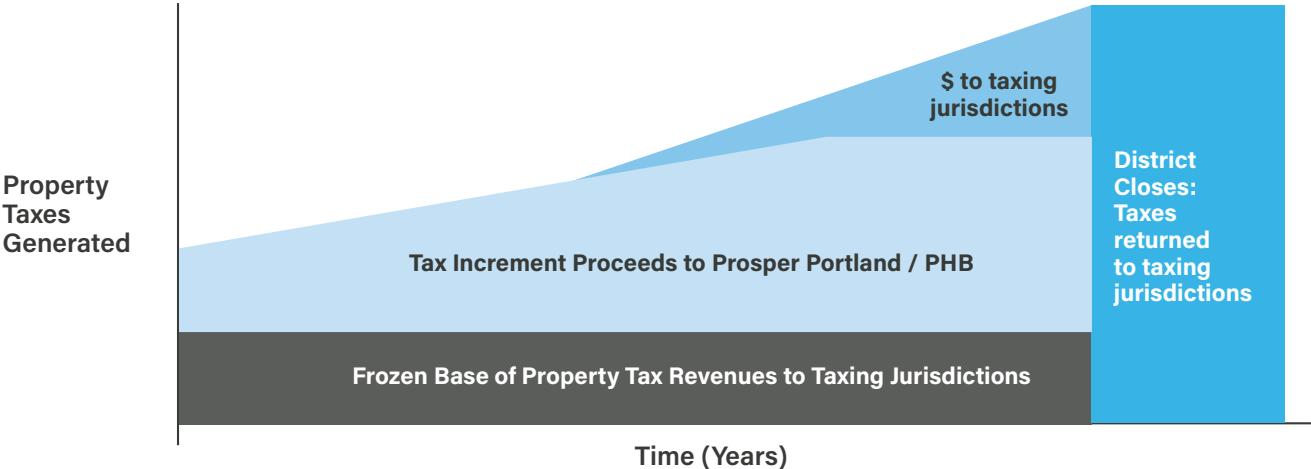 $ to taxing
jurisdictions
Property
Taxes
Generated
District
Closes:
Taxes
returned
to taxing
jurisdictions
Tax Increment Proceeds to Prosper Portland / PHB
Frozen Base of Property Tax Revenues to Taxing Jurisdictions
Time (Years)